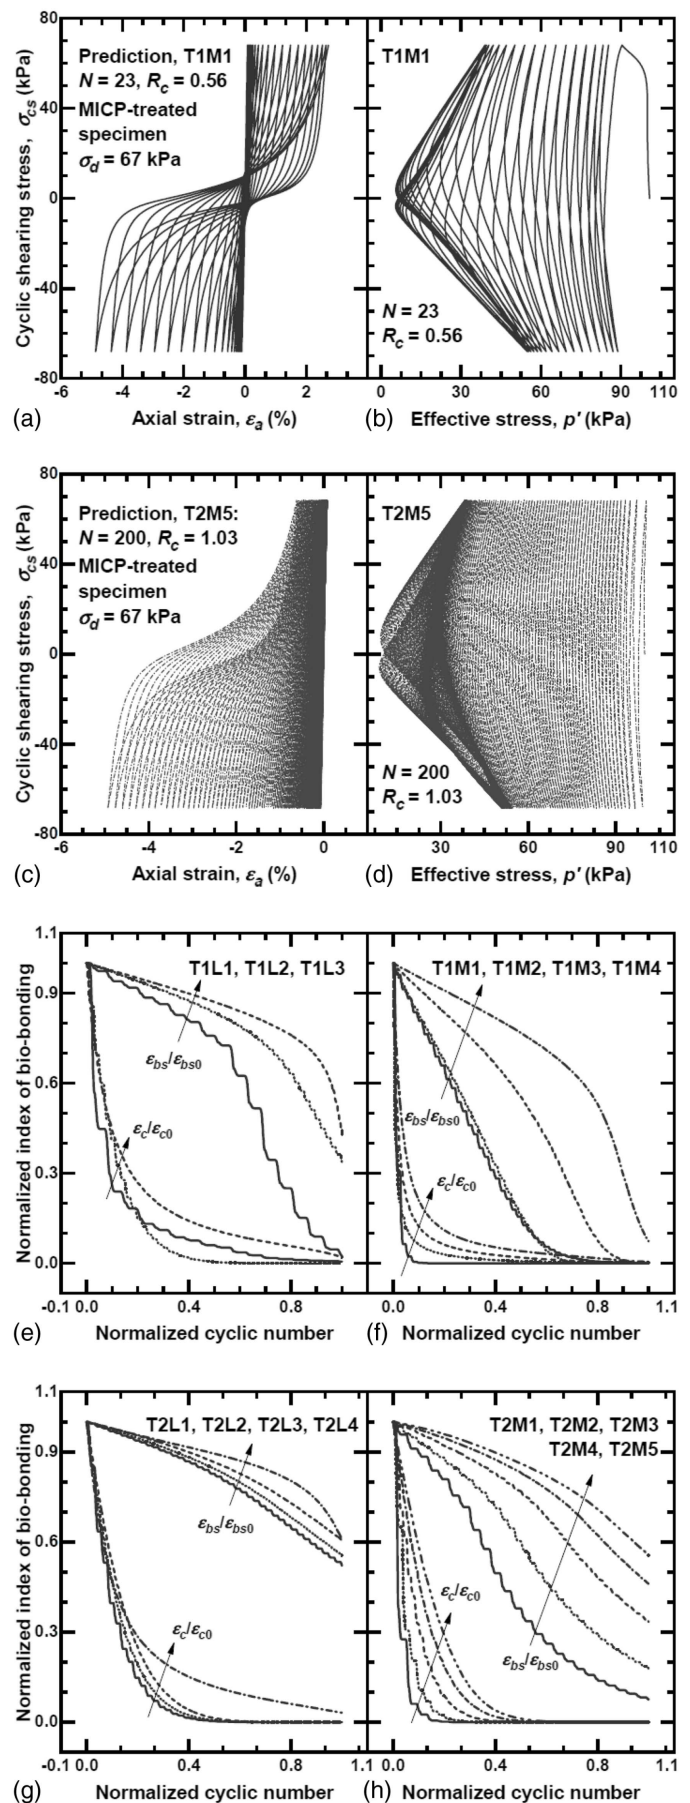 80
40
0
-40
-80
Cyclic shearing stress, σcs (kPa)
Prediction, T1M1
N = 23, Rc = 0.56
MICP-treated
specimen
σd = 67 kPa
-6 -4 -2 0 2
(a) Axial strain, εa (%)
T1M1
N = 23
Rc = 0.56
0 30 60 90 110
(b) Effective stress, p′ (kPa)
80
40
0
-40
-80
Cyclic shearing stress, σcs (kPa)
Prediction, T2M5:
N = 200, Rc = 1.03
MICP-treated
specimen
σd = 67 kPa
-6 -4 -2 0
(c) Axial strain, εa (%)
T2M5
N = 200
Rc = 1.03
30 60 90 110
(d) Effective stress, p′ (kPa)
1.1
0.9
0.6
0.3
0.0
Normalized index of bio-bonding
T1L1, T1L2, T1L3
εbs/εbs0
εc/εc0
-0.1 0.0 0.4 0.8
(e) Normalized cyclic number
T1M1, T1M2, T1M3, T1M4
εbs/εbs0
εc/εc0
0.0 0.4 0.8 1.1
(f) Normalized cyclic number
1.1
0.9
0.6
0.3
0.0
Normalized index of bio-bonding
T2L1, T2L2, T2L3, T2L4
εbs/εbs0
εc/εc0
-0.1 0.0 0.3 0.6 0.9 1.1
(g) Normalized cyclic number
T2M1, T2M2, T2M3
T2M4, T2M5
εc/εc0
εbs/εbs0
0.0 0.3 0.6 0.9 1.1
(h) Normalized cyclic number